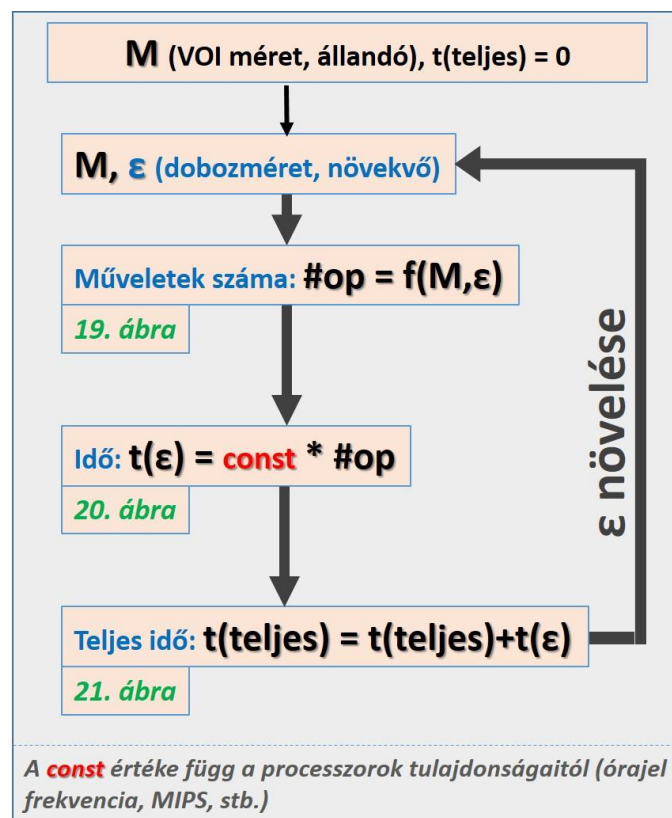 M (VOI méret, állandó), t(teljes) = 0
M, ε (dobozméret, növekvő)
Műveletek száma: #op = f(M,ε)
19. ábra
Idő: t(ε) = const * #op
20. ábra
Teljes idő: t(teljes) = t(teljes)+t(ε)
21. ábra
ε növelése
A const értéke függ a processzorok tulajdonságaitól (órajel
frekvencia, MIPS, stb.)